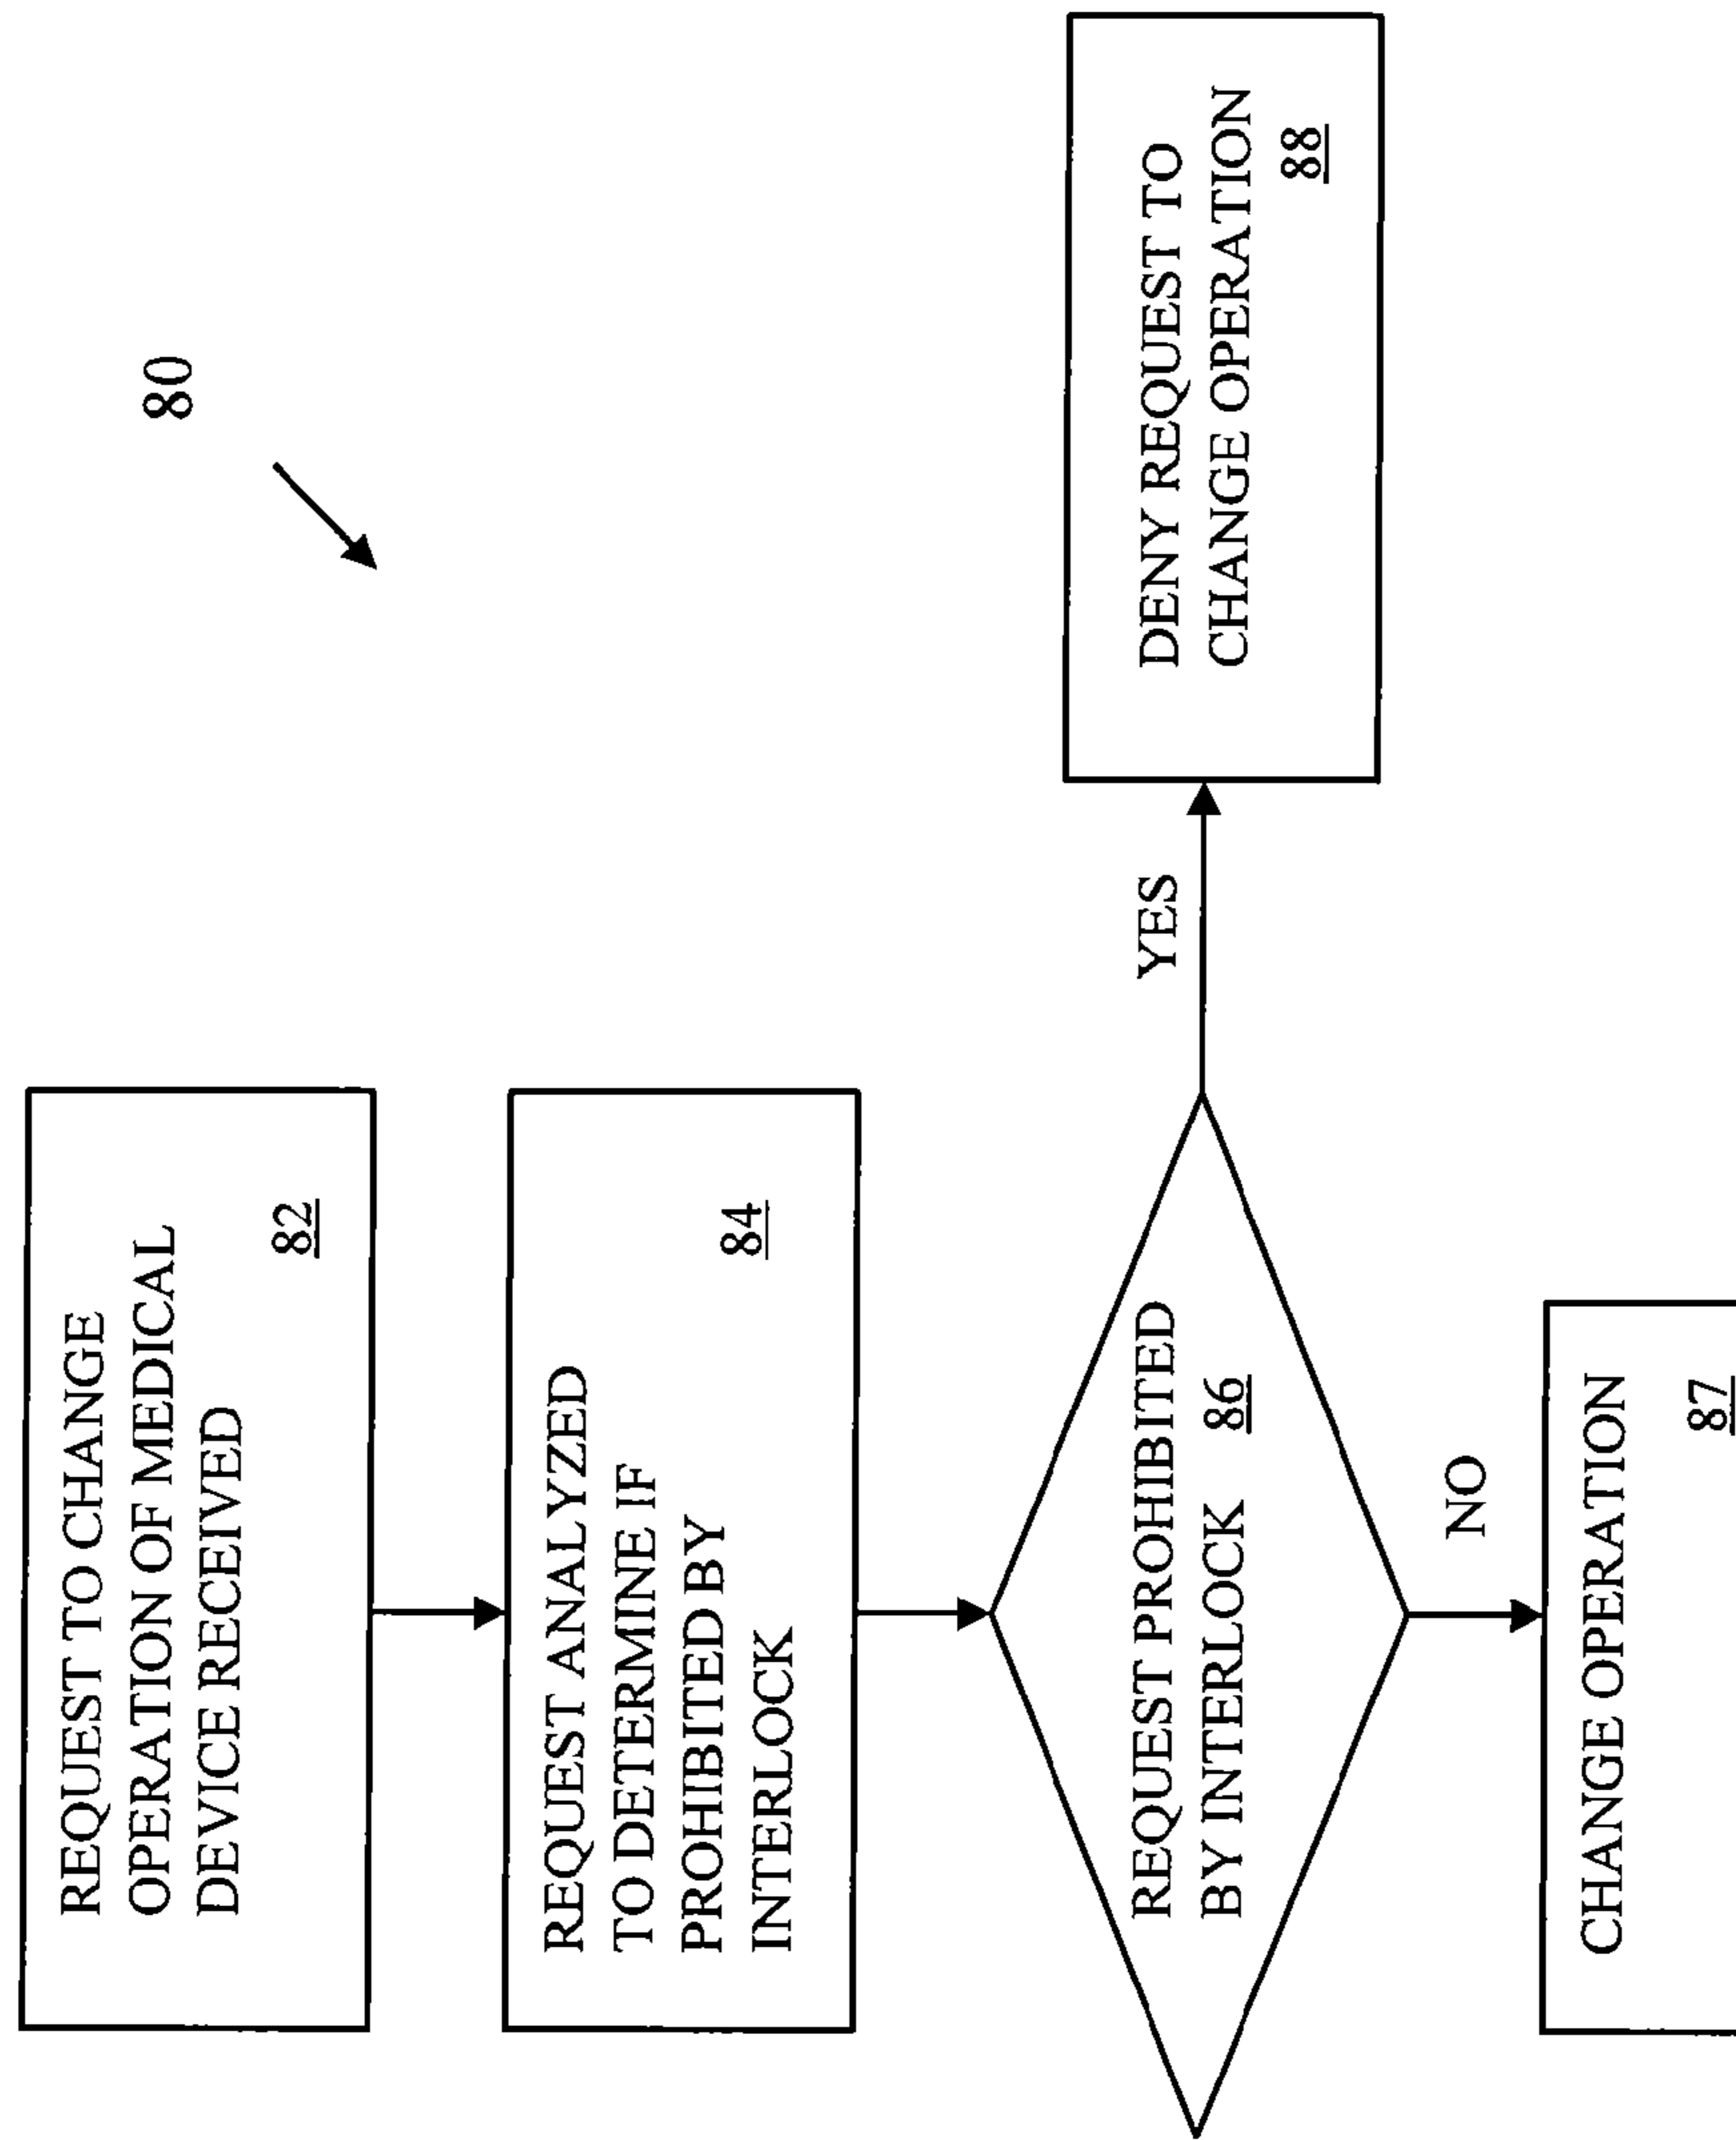 80
REQUEST TO CHANGE
OPERATION OF MEDICAL
DEVICE RECEIVED
82
REQUEST ANALYZED
TO DETERMINE IF
PROHIBITED BY
INTERLOCK
84
REQUEST PROHIBITED
BY INTERLOCK 86
YES
DENY REQUEST TO
CHANGE OPERATION
88
NO
CHANGE OPERATION
87